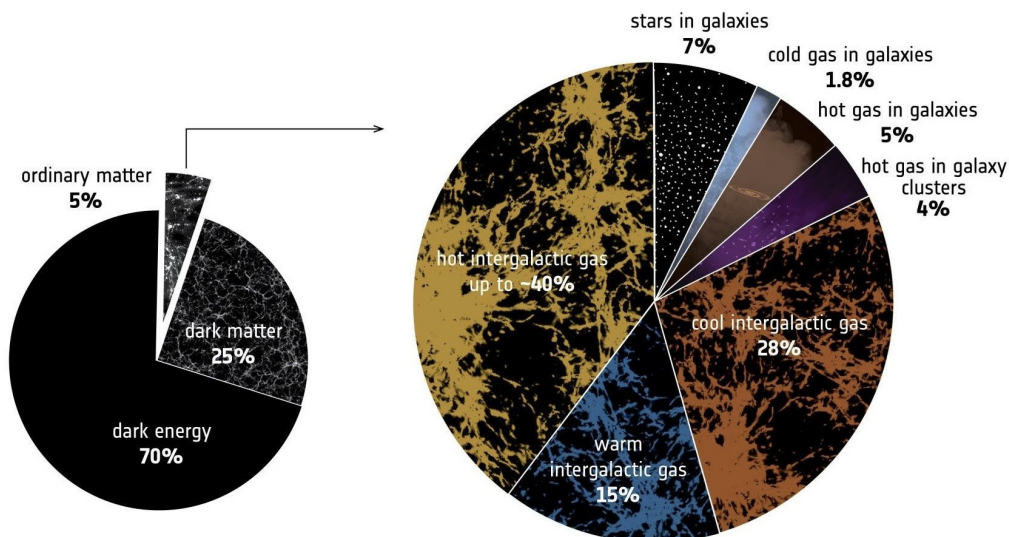 ordinary matter
5%
dark matter
25%
dark energy
70%
stars in galaxies
7%
cold gas in galaxies
1.8%
hot gas in galaxies
5%
hot gas in galaxy
clusters
4%
cool intergalactic gas
28%
warm
intergalactic gas
15%
hot intergalactic gas
up to ~40%